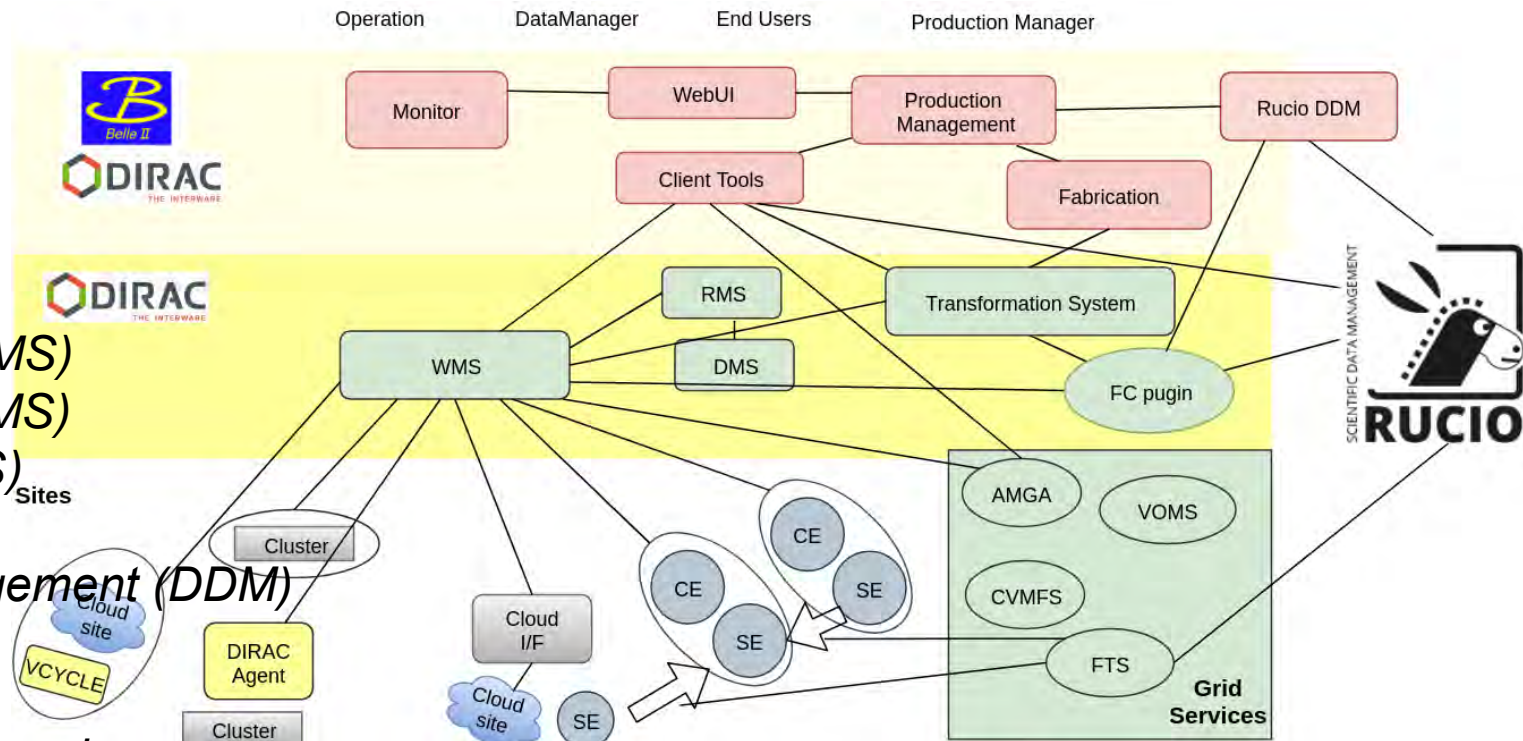 Operation
DataManager
End Users
Production Manager
B
Belle II
DIRAC
THE INTERWARE
Monitor
WebUI
Production
Management
Rucio DDM
Client Tools
Fabrication
DIRAC
THE INTERWARE
RMS
Transformation System
WMS
DMS
FC pugin
SCIENTIFIC DATA MANAGEMENT
RUCIO
MS)
MS)
S)
Sites
AMGA
VOMS
Cluster
CE
gement (DDM)
CE
SE
CVMFS
Cloud
site
Cloud
I/F
SE
DIRAC
Agent
FTS
VCYCLE
Grid
Services
Cloud
site
SE
Cluster